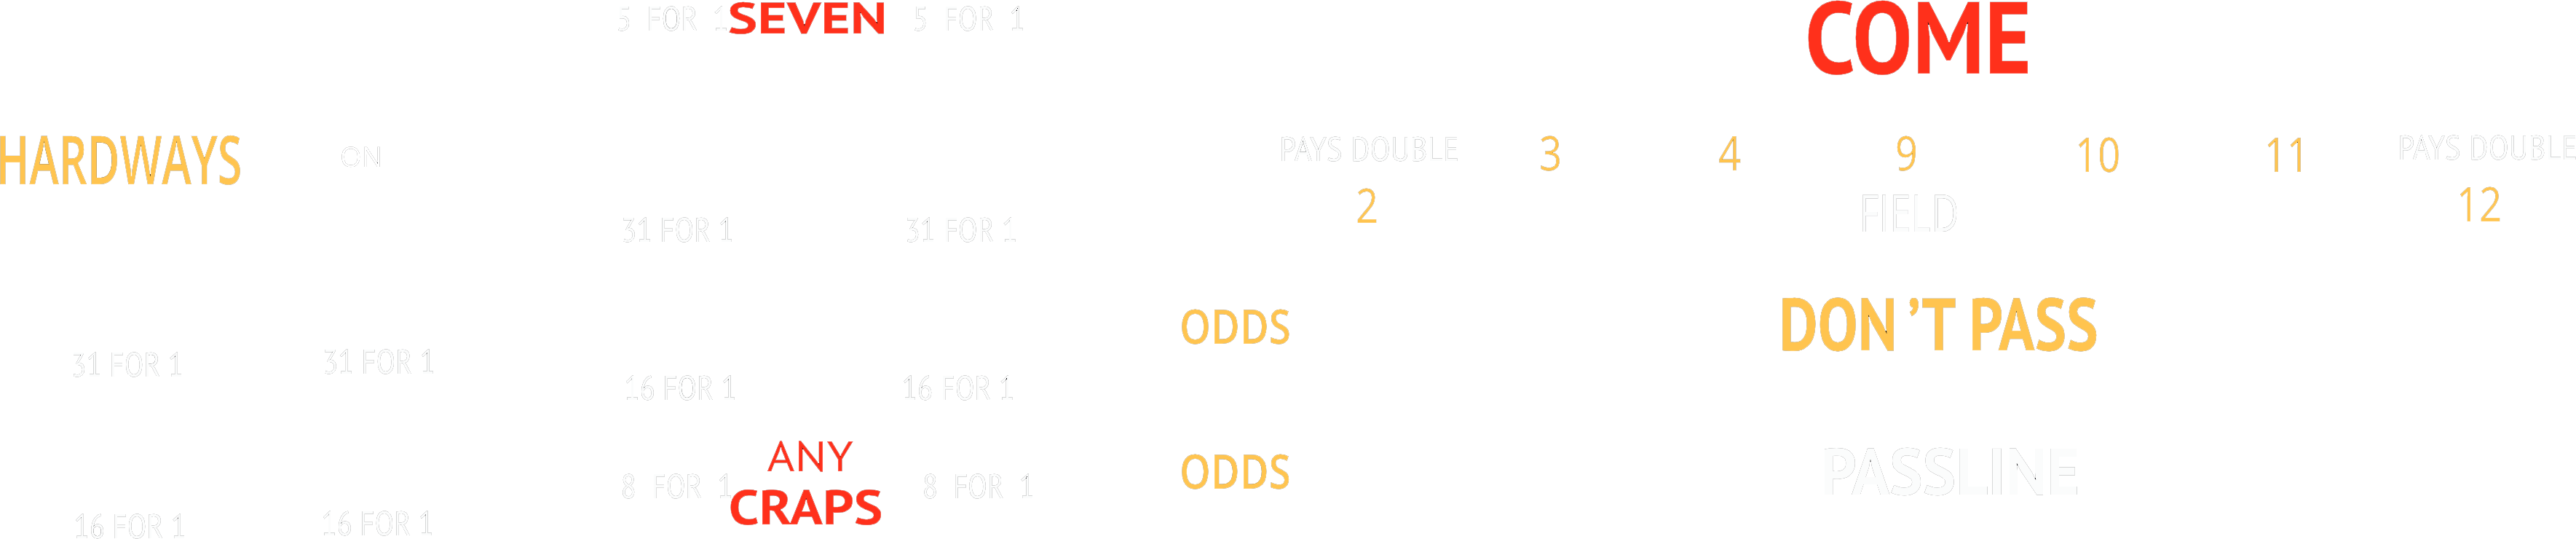 5 FOR 1 SEVEN 5 FOR 1
COME
HARDWAYS
ON
PAYS DOUBLE
3 4 9 10 11
PAYS DOUBLE
2
FIELD
12
31 FOR 1 31 FOR 1
ODDS
DON'T PASS
31 FOR 1 31 FOR 1
16 FOR 1 16 FOR 1
ANY
CRAPS
8 FOR 1 8 FOR 1
ODDS
PASSLINE
16 FOR 1 16 FOR 1